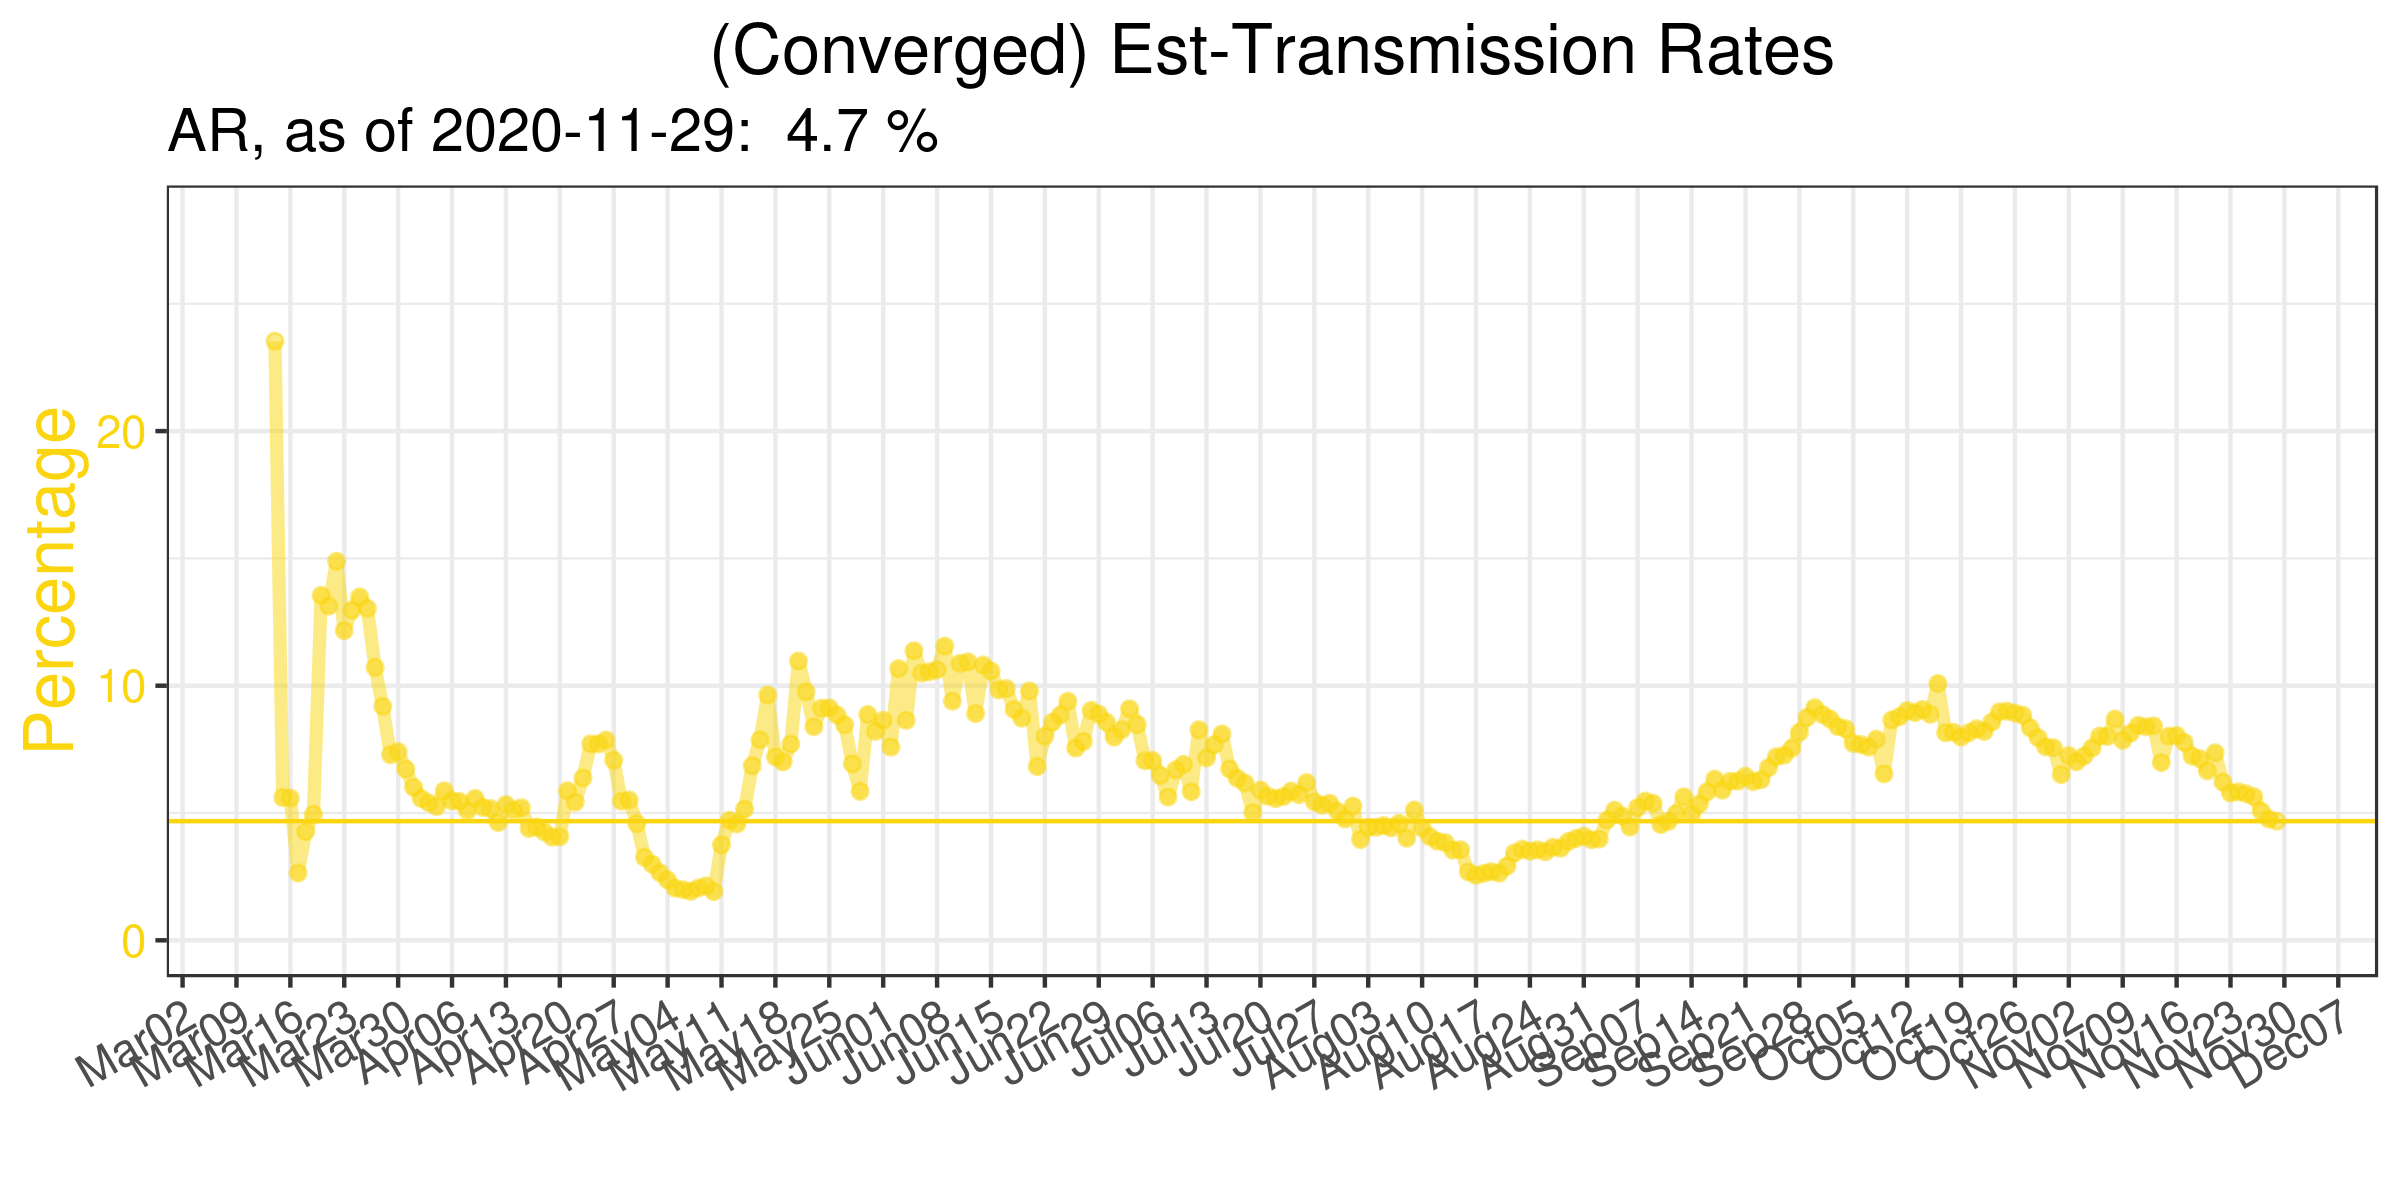 (Converged) Est-Transmission Rates
AR, as of 2020-11-29:  4.7 %
Percentage
20
10
0
Mar02
Mar09
Mar16
Mar23
Mar30
Apr06
Apr13
Apr20
Apr27
May04
May11
May18
May25
Jun01
Jun08
Jun15
Jun22
Jun29
Jul06
Jul13
Jul20
Jul27
Aug03
Aug10
Aug17
Aug24
Aug31
Sep07
Sep14
Sep21
Sep28
Oct05
Oct12
Oct19
Oct26
Nov02
Nov09
Nov16
Nov23
Nov30
Dec07